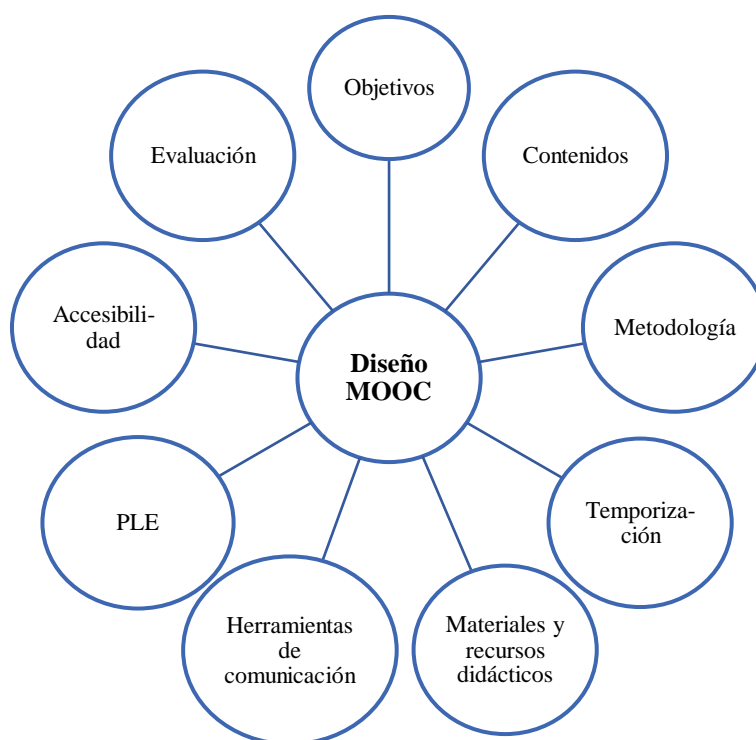 Objetivos
Evaluación
Contenidos
Accesibili-
dad
Metodología
Diseño
MOOC
PLE
Temporiza-
ción
Herramientas
de
comunicación
Materiales y
recursos
didácticos